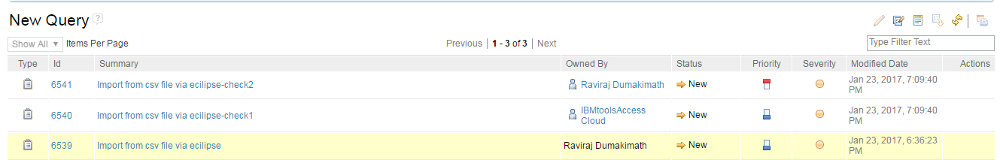 New Query ?
Show All ▾ Items Per Page Previous | 1 - 3 of 3 | Next Type Filter Text
Type Id Summary Owned By Status Priority Severity Modified Date Actions
6541 Import from csv file via ecilipse-check2 Raviraj Dumakimath New Jan 23, 2017, 7:09:40
PM
6540 Import from csv file via ecilipse-check1 IBMtoolsAccess New Jan 23, 2017, 7:09:40
Cloud PM
6539 Import from csv file via ecilipse Raviraj Dumakimath New Jan 23, 2017, 6:36:23
PM